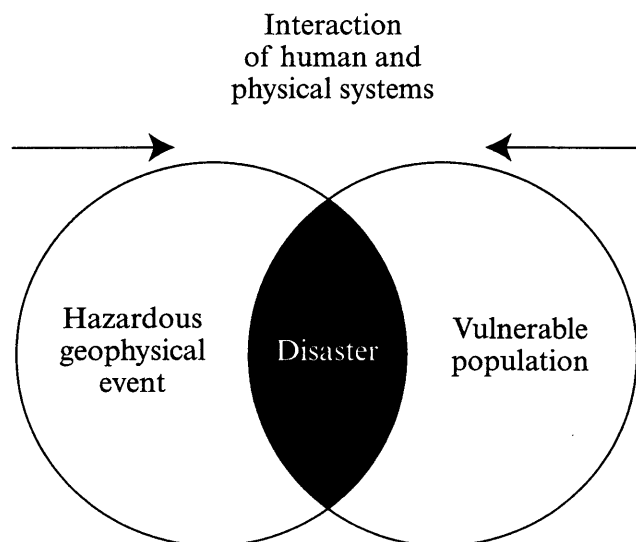 Interaction
of human and
physical systems
Hazardous
geophysical
event
Disaster
Vulnerable
population